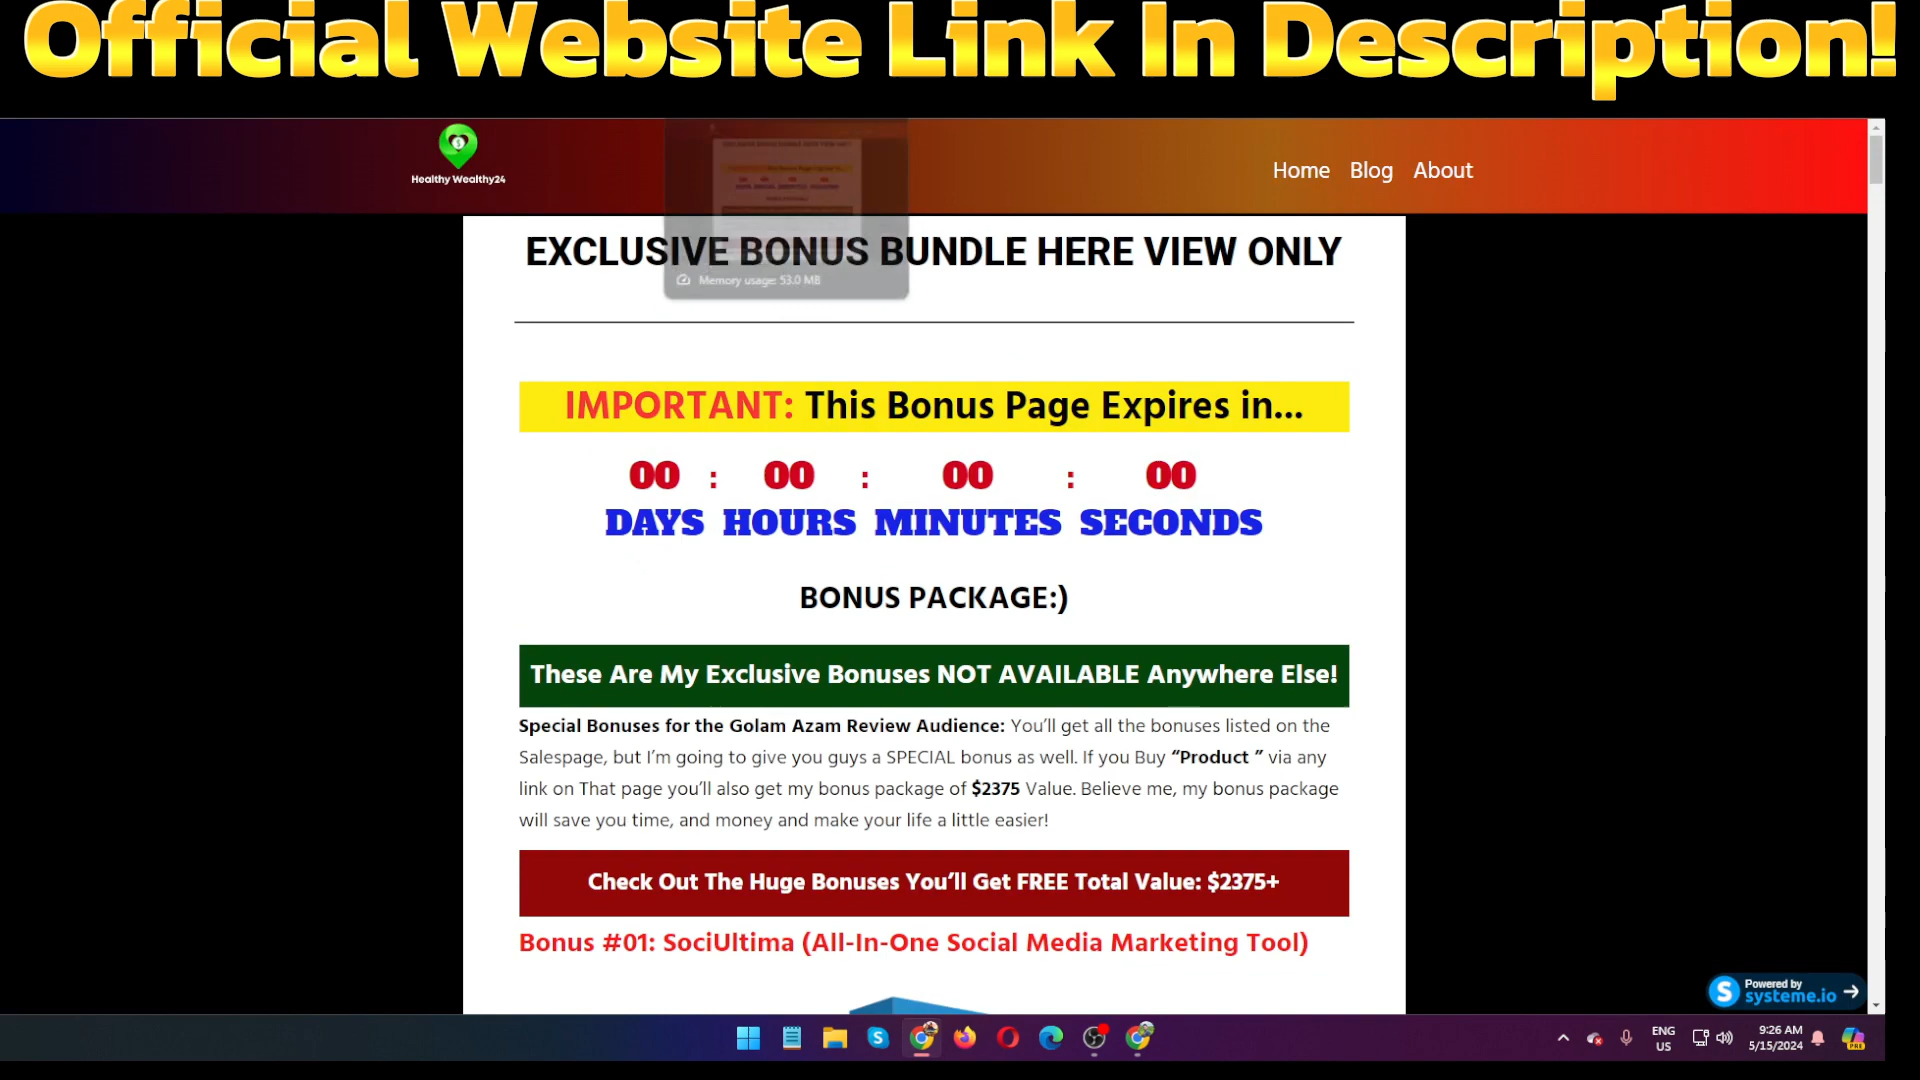 Official Website Link In Description!
Healthy Wealthy24
Home Blog About
EXCLUSIVE BONUS BUNDLE HERE VIEW ONLY
Memory usage: 53.0 MB
IMPORTANT: This Bonus Page Expires in...
00 : 00 : 00 : 00
DAYS HOURS MINUTES SECONDS
BONUS PACKAGE:)
These Are My Exclusive Bonuses NOT AVAILABLE Anywhere Else!
Special Bonuses for the Golam Azam Review Audience: You’ll get all the bonuses listed on the
Salespage, but I’m going to give you guys a SPECIAL bonus as well. If you Buy “Product ” via any
link on That page you’ll also get my bonus package of $2375 Value. Believe me, my bonus package
will save you time, and money and make your life a little easier!
Check Out The Huge Bonuses You’ll Get FREE Total Value: $2375+
Bonus #01: SociUltima (All-In-One Social Media Marketing Tool)
Powered by
systeme.io
ENG
US
9:26 AM
5/15/2024
PRE